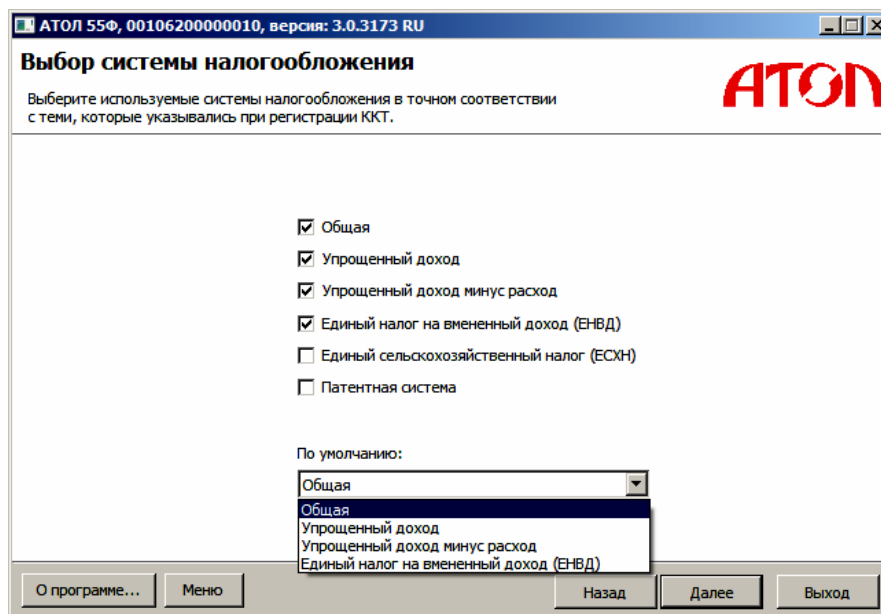 АТОЛ 55Ф, 00106200000010, версия: 3.0.3173 RU
Выбор системы налогообложения
Выберите используемые системы налогообложения в точном соответствии
с теми, которые указывались при регистрации ККТ.
АТОЛ
Общая
Упрощенный доход
Упрощенный доход минус расход
Единый налог на вмененный доход (ЕНВД)
Единый сельскохозяйственный налог (ЕСХН)
Патентная система
По умолчанию:
Общая
Общая
Упрощенный доход
Упрощенный доход минус расход
Единый налог на вмененный доход (ЕНВД)
О программе... Меню Назад Далее Выход